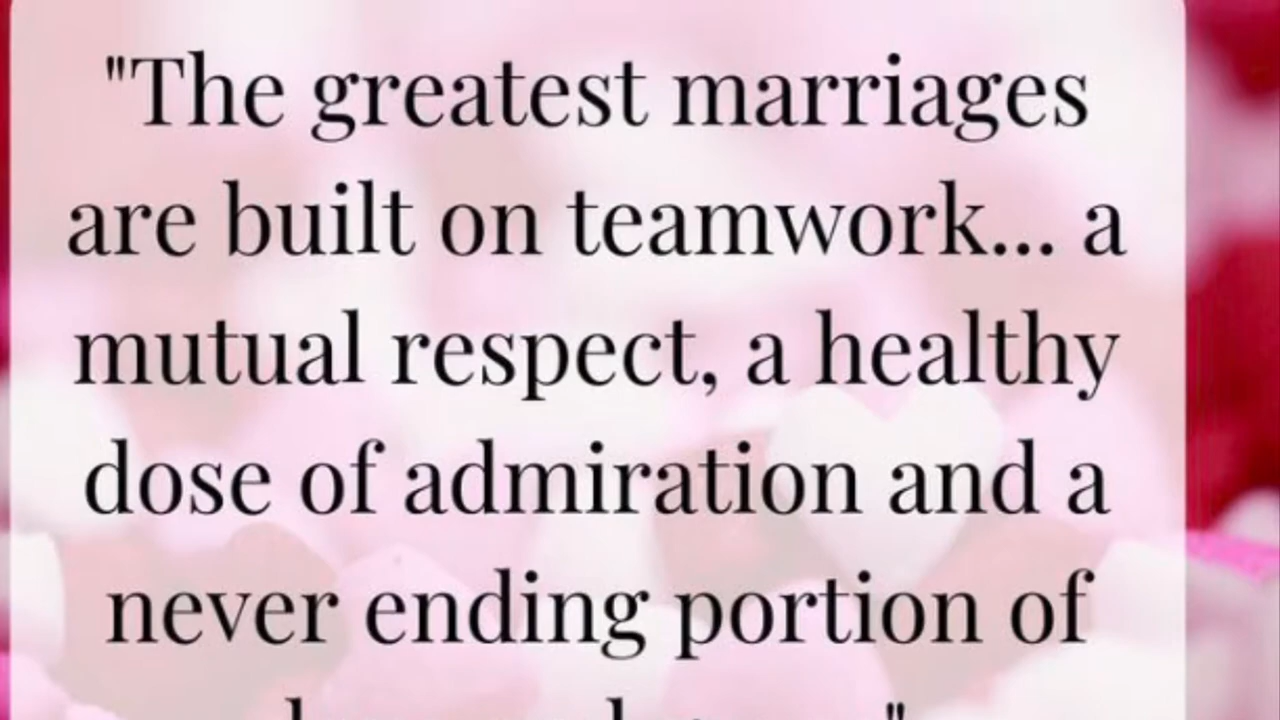 "The greatest marriages
are built on teamwork... a
mutual respect, a healthy
dose of admiration and a
never ending portion of